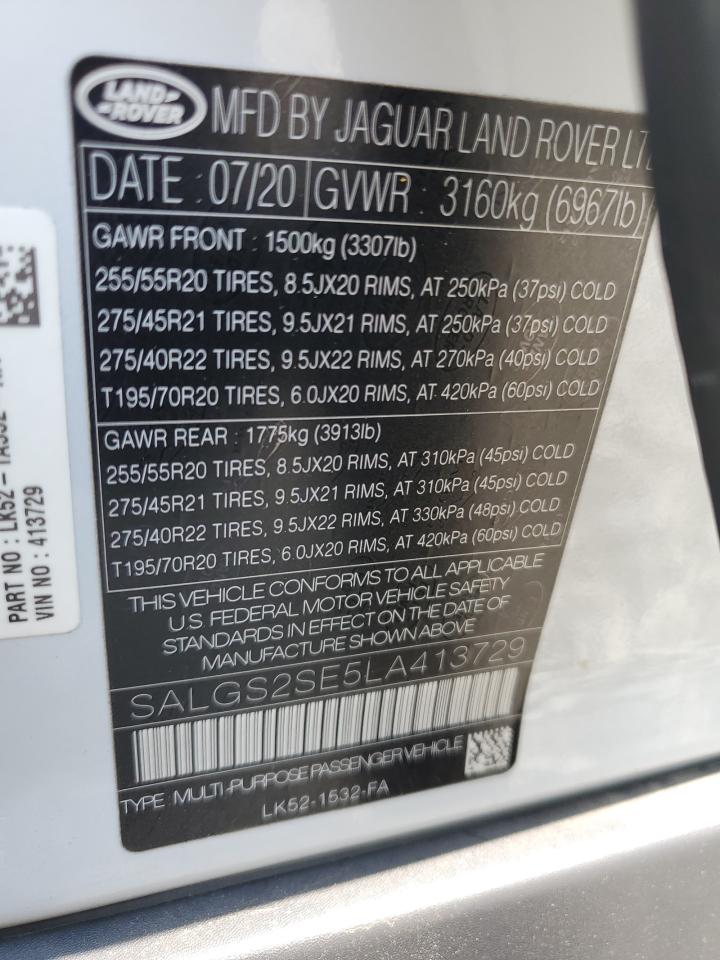 LAND
ROVER
MFD BY JAGUAR LAND ROVER
DATE : 07/20 GVWR : 3160kg (6967lb)
GAWR FRONT : 1500kg (3307lb)
255/55R20 TIRES, 8.5JX20 RIMS, AT 250kPa (37psi) COLD
275/45R21 TIRES, 9.5JX21 RIMS, AT 250kPa (37psi) COLD
275/40R22 TIRES, 9.5JX22 RIMS, AT 270kPa (40psi) COLD
T195/70R20 TIRES, 6.0JX20 RIMS, AT 420kPa (60psi) COLD
GAWR REAR : 1775kg (3913lb)
255/55R20 TIRES, 8.5JX20 RIMS, AT 310kPa (45psi) COLD
275/45R21 TIRES, 9.5JX21 RIMS, AT 310kPa (45psi) COLD
275/40R22 TIRES, 9.5JX22 RIMS, AT 330kPa (48psi) COLD
T195/70R20 TIRES, 6.0JX20 RIMS, AT 420kPa (60psi) COLD
THIS VEHICLE CONFORMS TO ALL APPLICABLE
U.S. FEDERAL MOTOR VEHICLE SAFETY
STANDARDS IN EFFECT ON THE DATE OF
MANUFACTURE SHOWN ABOVE
SALGS2SE5LA413729
TYPE : MULTI-PURPOSE PASSENGER VEHICLE
LK52-1532-FA
PART NO : LK52
VIN NO : 413729